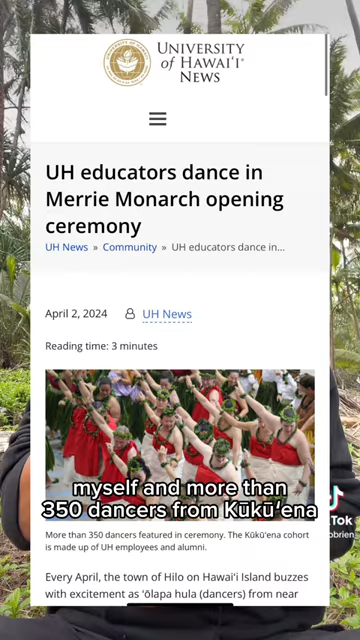 UNIVERSITY
of HAWAIʻI®
NEWS
UH educators dance in
Merrie Monarch opening
ceremony
UH News » Community » UH educators dance in...
April 2, 2024 UH News
Reading time: 3 minutes
myself and more than
350 dancers from Kūkūʻena
More than 350 dancers featured in ceremony. The Kūkūʻena cohort
is made up of UH employees and alumni.
Every April, the town of Hilo on Hawaiʻi Island buzzes
with excitement as ʻōlapa hula (dancers) from near
TikTok
obrien